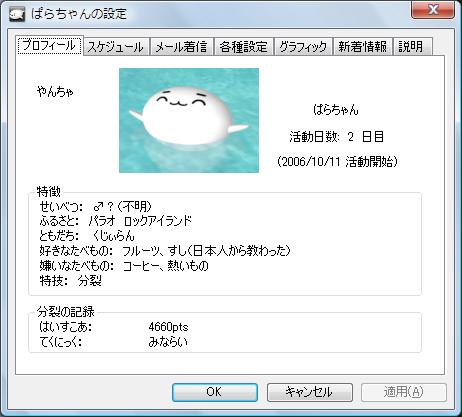 ぱらちゃんの設定
プロフィール スケジュール メール着信 各種設定 グラフィック 新着情報 説明
やんちゃ
ぱらちゃん
活動日数: 2 日目
(2006/10/11 活動開始)
特徴
せいべつ: ♂?(不明)
ふるさと: パラオ ロックアイランド
ともだち: くじぃらん
好きなたべもの: フルーツ、すし(日本人から教わった)
嫌いなたべもの: コーヒー、熱いもの
特技: 分裂
分裂の記録
はいすこあ: 4660pts
てくにっく: みならい
OK キャンセル 適用(A)